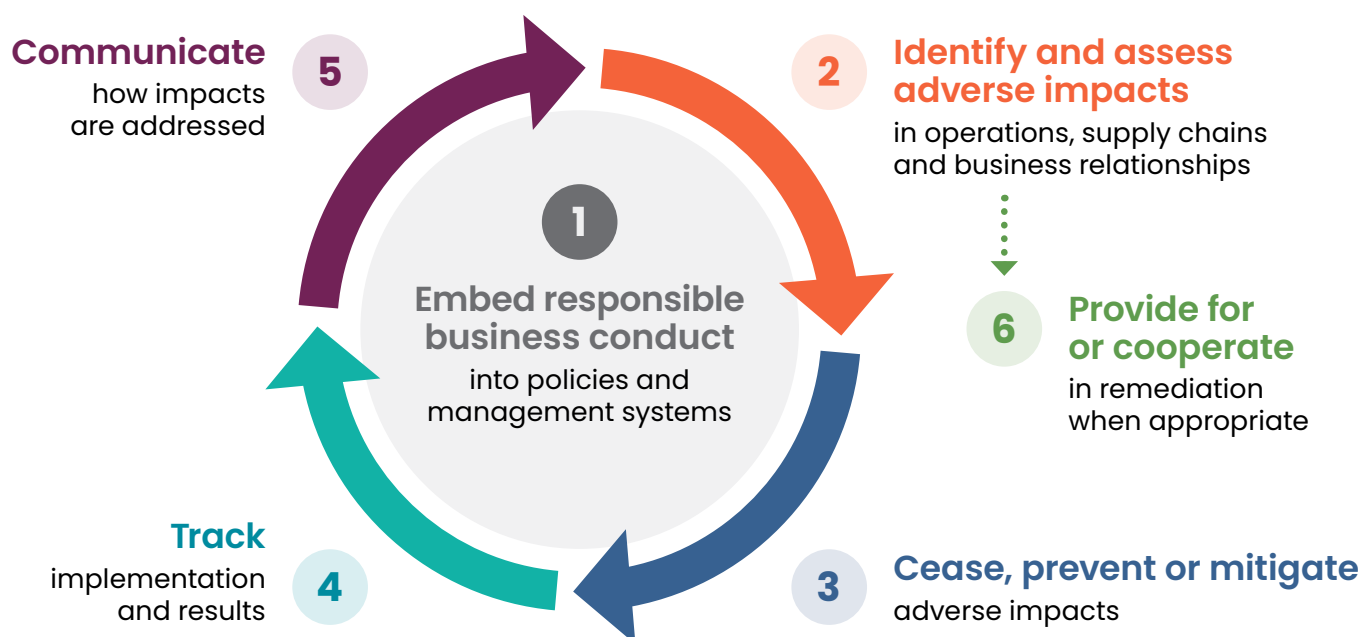 1
Embed responsible
business conduct
into policies and
management systems
2
Identify and assess
adverse impacts
in operations, supply chains
and business relationships
3
Cease, prevent or mitigate
adverse impacts
4
Track
implementation
and results
5
Communicate
how impacts
are addressed
6
Provide for
or cooperate
in remediation
when appropriate